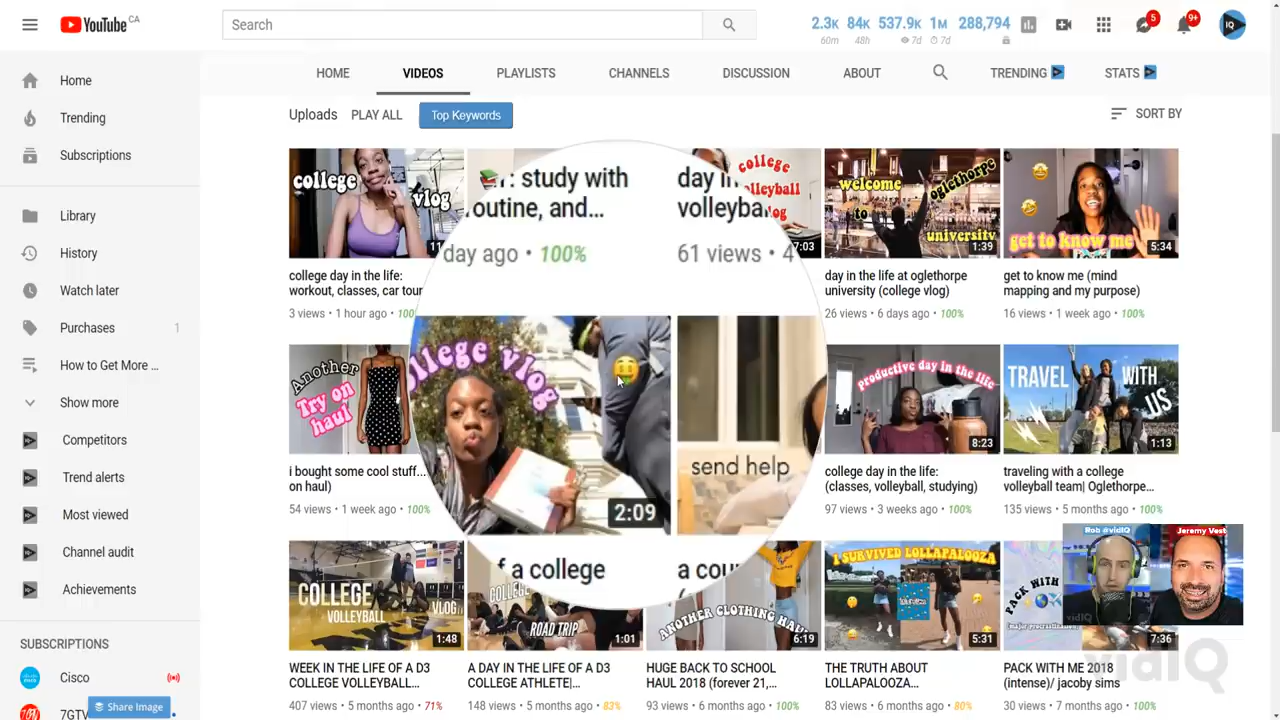 YouTube CA
Search
2.3K 84K 537.9K 1M 288,794
60m 48h 7d 7d
5
9+
IQ
Home
Trending
Subscriptions
Library
History
Watch later
Purchases 1
How to Get More ...
Show more
Competitors
Trend alerts
Most viewed
Channel audit
Achievements
SUBSCRIPTIONS
Cisco
7GTV
Share Image
HOME VIDEOS PLAYLISTS CHANNELS DISCUSSION ABOUT TRENDING STATS
Uploads PLAY ALL Top Keywords SORT BY
college vlog
college day in the life:
workout, classes, car tour
3 views • 1 hour ago •
: study with
outine, and...
day ago • 100%
day in
volleyba
61 views • 4
college
volleyball
7:03
welcome to oglethorpe university
1:39
day in the life at oglethorpe
university (college vlog)
26 views • 6 days ago • 100%
get to know me
5:34
get to know me (mind
mapping and my purpose)
16 views • 1 week ago • 100%
Another
Try on
haul!
i bought some cool stuff...
on haul)
54 views • 1 week ago • 100%
ollege vlog
2:09
send help
f a college
a cou
productive day in the life
8:23
college day in the life:
(classes, volleyball, studying)
97 views • 3 weeks ago • 100%
TRAVEL WITH US
1:13
traveling with a college
volleyball team| Oglethorpe...
135 views • 5 months ago • 100%
COLLEGE
VOLLEYBALL
VLOG
1:48
WEEK IN THE LIFE OF A D3
COLLEGE VOLLEYBALL...
407 views • 5 months ago • 71%
COLLEGE
ROAD TRIP
1:01
A DAY IN THE LIFE OF A D3
COLLEGE ATHLETE|...
148 views • 5 months ago • 83%
ANOTHER CLOTHING HAUL
6:19
HUGE BACK TO SCHOOL
HAUL 2018 (forever 21,...
93 views • 6 months ago • 100%
I SURVIVED LOLLAPALOOZA
5:31
THE TRUTH ABOUT
LOLLAPALOOZA...
83 views • 6 months ago • 80%
PACK WITH ME
7:36
PACK WITH ME 2018
(intense)/ jacoby sims
30 views • 7 months ago • 100%
Rob @vidIQ
Jeremy Vest
vidIQ
vidIQ